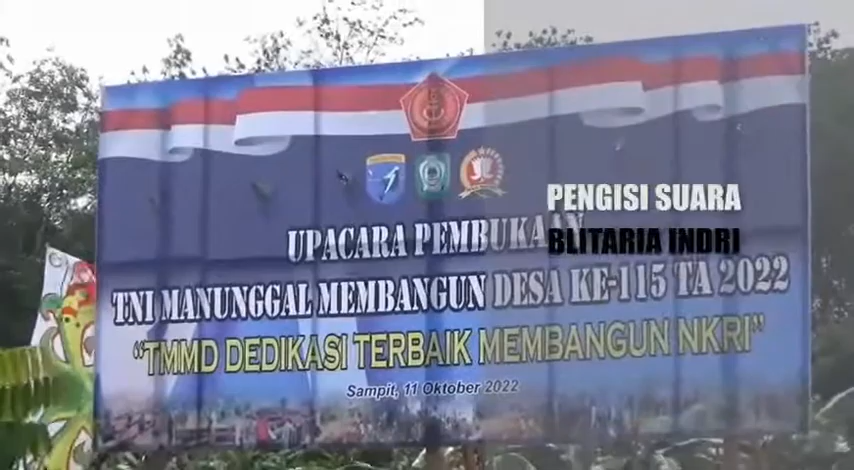 PENGISI SUARA
BLITARIA INDRI
UPACARA PEMBUKAAN
TNI MANUNGGAL MEMBANGUN DESA KE-115 TA 2022
“TMMD DEDIKASI TERBAIK MEMBANGUN NKRI”
Sampit, 11 Oktober 2022